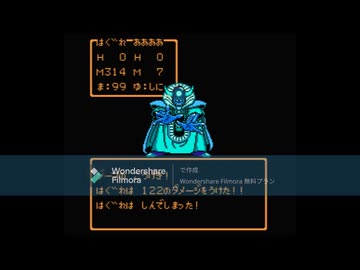 はぐれ ああああ
H 0 H 0
M314 M 7
ま:99 ゆ:しに
Wondershare
Filmora
で作成
Wondershare Filmora 無料プラン
はぐれは 122のダメージをうけた!!
はぐれは しんでしまった!